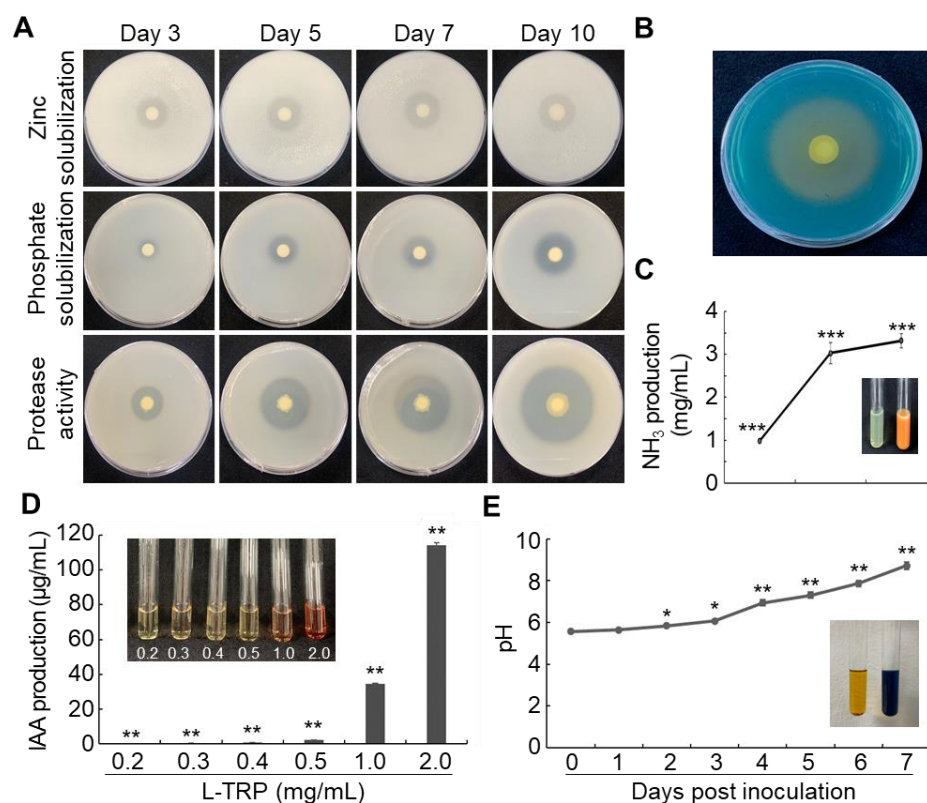 A
Day 3
Day 5
Day 7
Day 10
Zinc
solubilization
Phosphate
solubilization
Protease
activity
B
C
NH₃ production
(mg/mL)
4
3
2
1
0
***
***
***
D
IAA production (µg/mL)
120
100
80
60
40
20
0
**
**
**
**
**
**
0.2 0.3 0.4 0.5 1.0 2.0
0.2 0.3 0.4 0.5 1.0 2.0
L-TRP (mg/mL)
E
pH
10
8
6
4
2
0
*
*
**
**
**
**
0 1 2 3 4 5 6 7
Days post inoculation